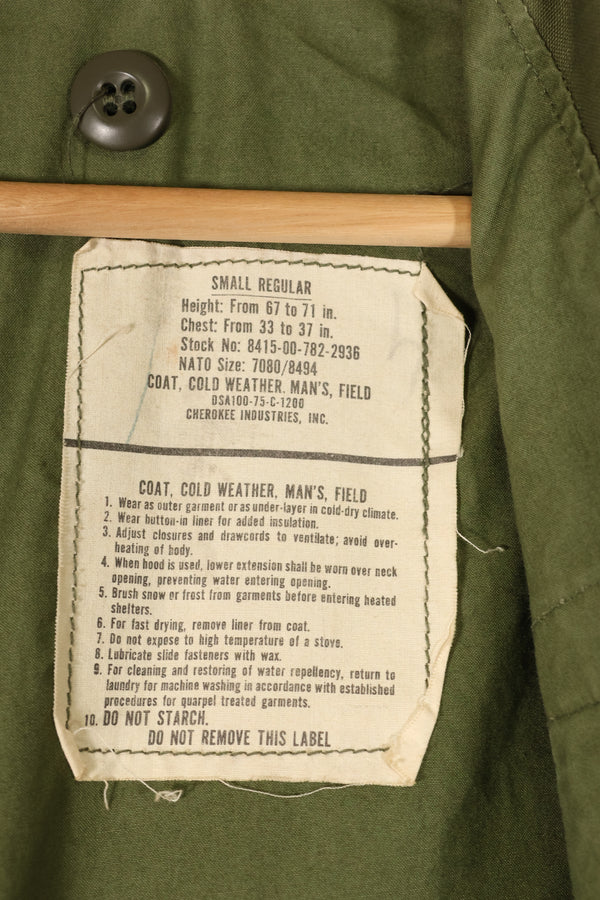 SMALL REGULAR
Height: From 67 to 71 in.
Chest: From 33 to 37 in.
Stock No: 8415-00-782-2936
NATO Size: 7080/8494
COAT, COLD WEATHER. MAN'S, FIELD
DSA100-75-C-1200
CHEROKEE INDUSTRIES, INC.
COAT, COLD WEATHER, MAN'S, FIELD
1. Wear as outer garment or as under-layer in cold-dry climate.
2. Wear button-in liner for added insulation.
3. Adjust closures and drawcords to ventilate; avoid over-
heating of body.
4. When hood is used, lower extension shall be worn over neck
opening, preventing water entering opening.
5. Brush snow or frost from garments before entering heated
shelters.
6. For fast drying, remove liner from coat.
7. Do not expose to high temperature of a stove.
8. Lubricate slide fasteners with wax.
9. For cleaning and restoring of water repellency, return to
laundry for machine washing in accordance with established
procedures for quarpel treated garments.
10. DO NOT STARCH.
DO NOT REMOVE THIS LABEL